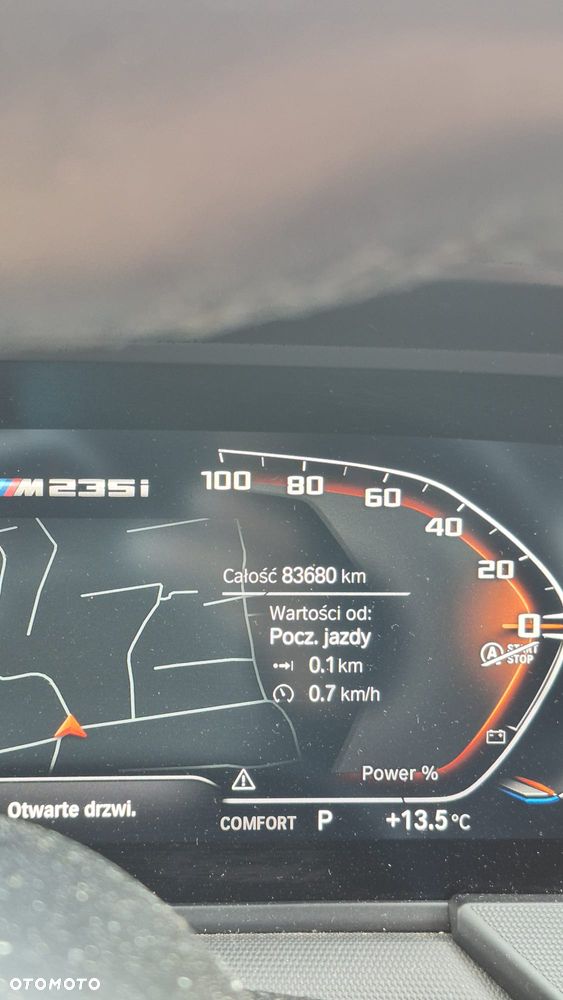 M235i
100
80
60
40
20
0
Całość 83680 km
Wartości od:
Pocz. jazdy
0.1 km
0.7 km/h
A START
STOP
Power %
Otwarte drzwi.
COMFORT P +13.5 °C
OTOMOTO